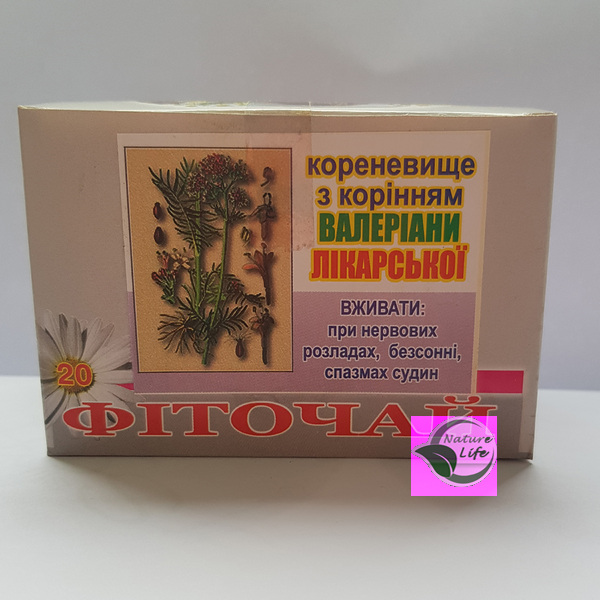 кореневище
з корінням
ВАЛЕРІАНИ
ЛІКАРСЬКОЇ
ВЖИВАТИ:
при нервових
розладах, безсонні,
спазмах судин
20
ФІТОЧАЙ
Nature
Life